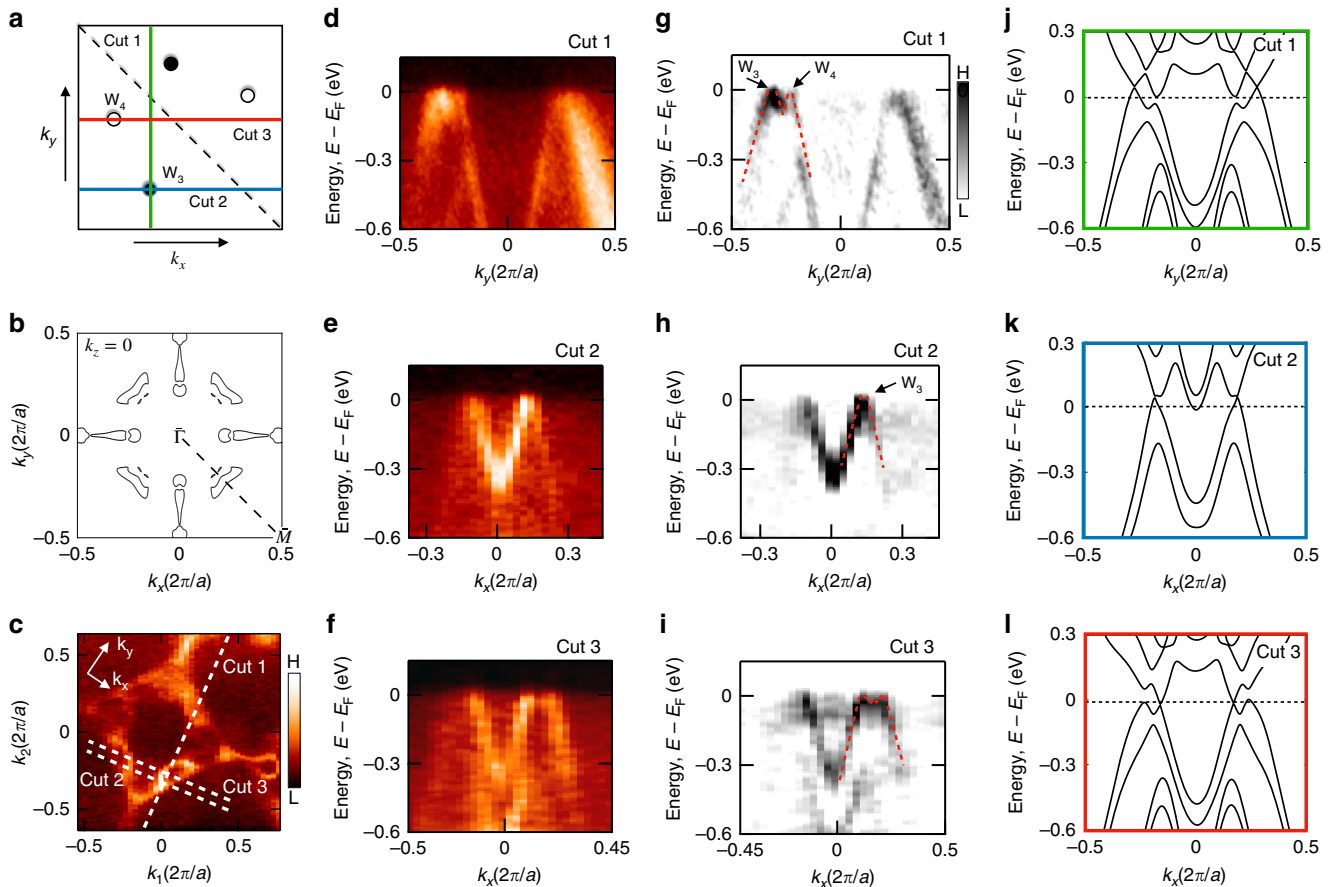 a
Cut 1
W4
Cut 3
W3
Cut 2
ky
kx
b
kz = 0
0.5
0
−0.5
−0.5
0
0.5
Γ̄
M̄
ky(2π/a)
kx(2π/a)
c
ky
kx
Cut 1
Cut 2
Cut 3
H
L
0.5
0
−0.5
−0.5
0
0.5
k2(2π/a)
k1(2π/a)
d
Cut 1
0
−0.3
−0.6
−0.5
0
0.5
Energy, E − EF (eV)
ky(2π/a)
e
Cut 2
0
−0.3
−0.6
−0.3
0
0.3
Energy, E − EF (eV)
kx(2π/a)
f
Cut 3
0
−0.3
−0.6
−0.5
0
0.45
Energy, E − EF (eV)
kx(2π/a)
g
Cut 1
W3
W4
H
0
L
0
−0.3
−0.6
−0.5
0
0.5
Energy, E − EF (eV)
ky(2π/a)
h
Cut 2
W3
0
−0.3
−0.6
−0.3
0
0.3
Energy, E − EF (eV)
kx(2π/a)
i
Cut 3
0
−0.3
−0.6
−0.45
0
0.45
Energy, E − EF (eV)
kx(2π/a)
j
0.3
Cut 1
0
−0.3
−0.6
−0.5
0
0.5
Energy, E − EF (eV)
ky(2π/a)
k
0.3
Cut 2
0
−0.3
−0.6
−0.5
0
0.5
Energy, E − EF (eV)
kx(2π/a)
l
0.3
Cut 3
0
−0.3
−0.6
−0.5
0
0.5
Energy, E − EF (eV)
kx(2π/a)